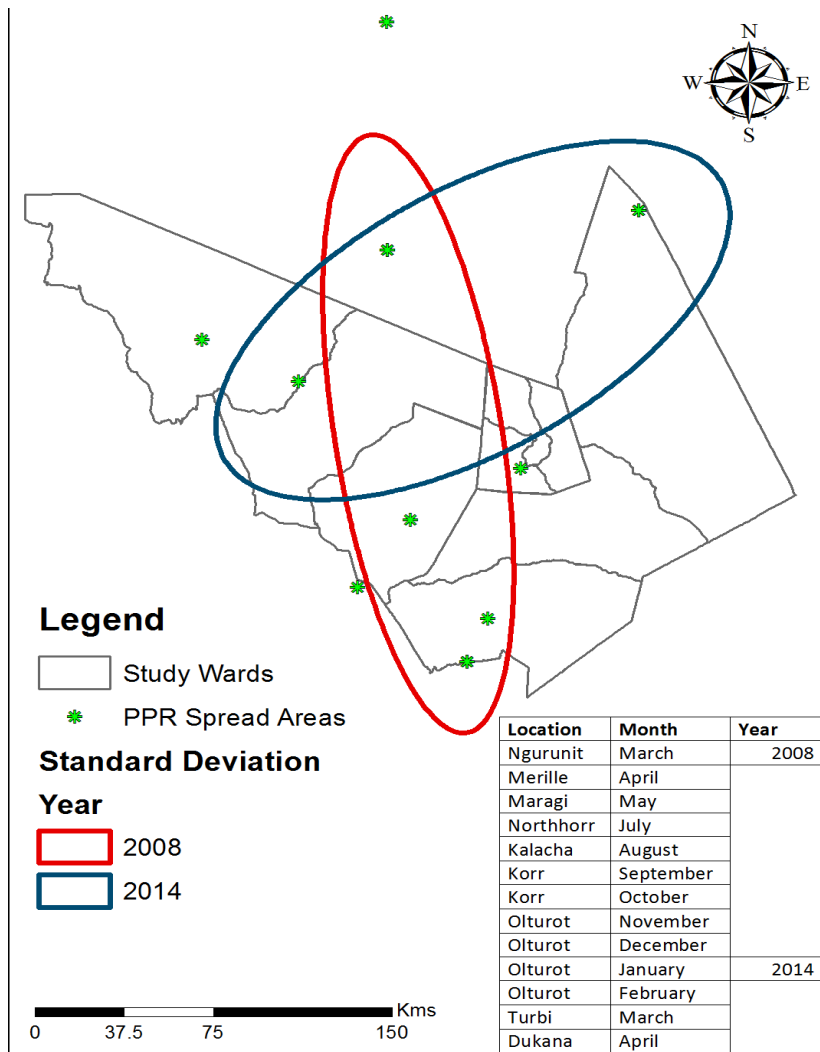 N
W E
S
Legend
Study Wards
PPR Spread Areas
Standard Deviation
Year
2008
2014
Kms
0 37.5 75 150
Location Month Year
Ngurunit March 2008
Merille April
Maragi May
Northhorr July
Kalacha August
Korr September
Korr October
Olturot November
Olturot December
Olturot January 2014
Olturot February
Turbi March
Dukana April